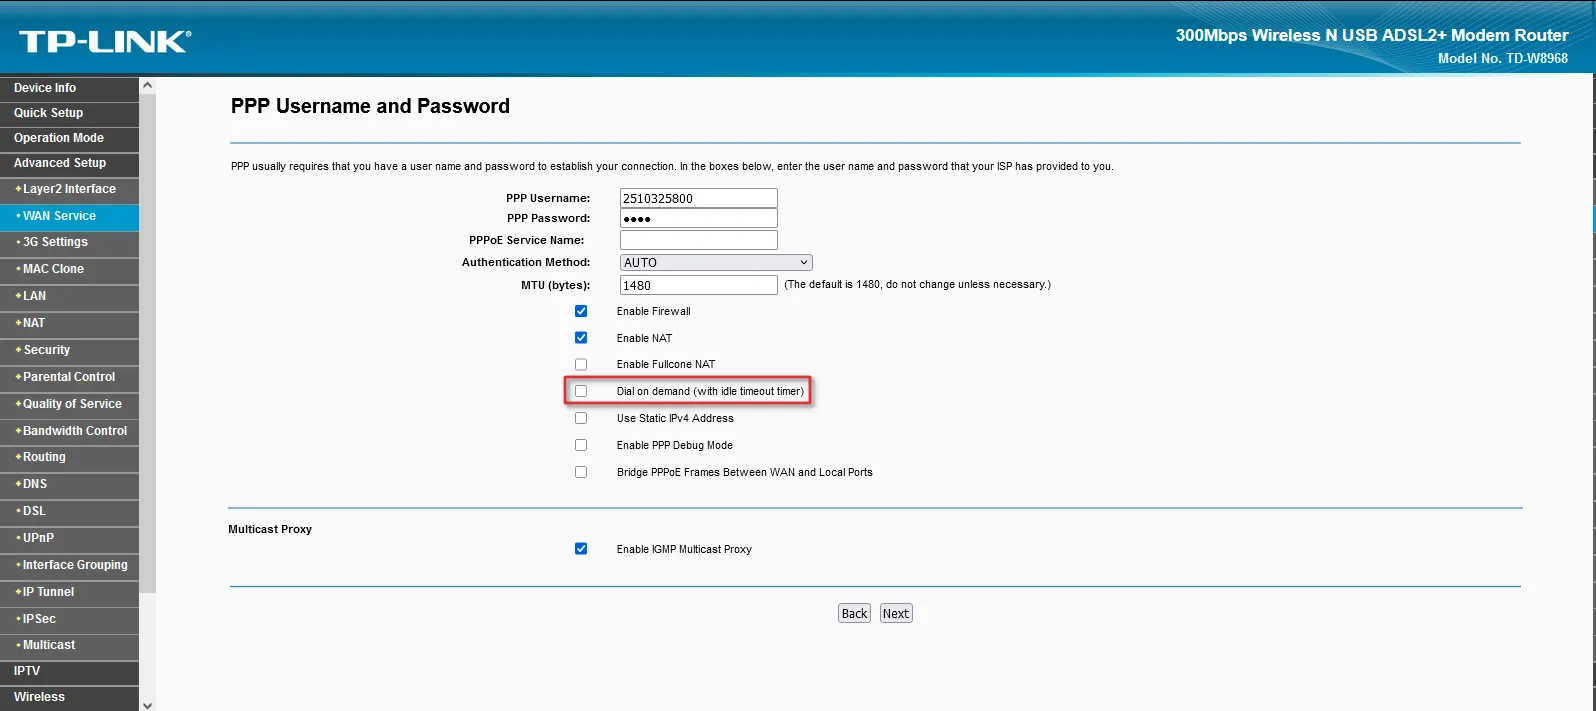 TP-LINK®
300Mbps Wireless N USB ADSL2+ Modem Router
Model No. TD-W8968
Device Info
Quick Setup
Operation Mode
Advanced Setup
Layer2 Interface
WAN Service
3G Settings
MAC Clone
LAN
NAT
Security
Parental Control
Quality of Service
Bandwidth Control
Routing
DNS
DSL
UPnP
Interface Grouping
IP Tunnel
IPSec
Multicast
IPTV
Wireless
PPP Username and Password
PPP usually requires that you have a user name and password to establish your connection. In the boxes below, enter the user name and password that your ISP has provided to you.
PPP Username: 2510325800
PPP Password: ●●●●
PPPoE Service Name:
Authentication Method: AUTO
MTU (bytes): 1480 (The default is 1480, do not change unless necessary.)
Enable Firewall
Enable NAT
Enable Fullcone NAT
Dial on demand (with idle timeout timer)
Use Static IPv4 Address
Enable PPP Debug Mode
Bridge PPPoE Frames Between WAN and Local Ports
Multicast Proxy
Enable IGMP Multicast Proxy
Back Next